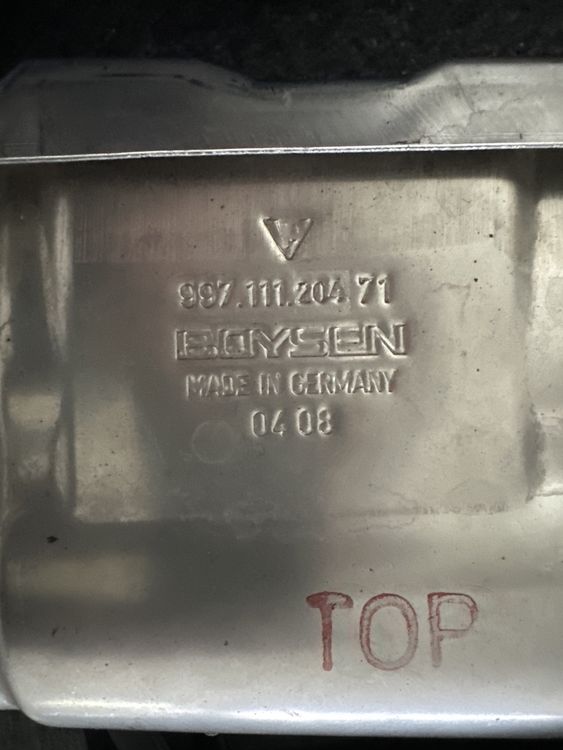 997.111.204.71
BOYSEN
MADE IN GERMANY
04 08
TOP